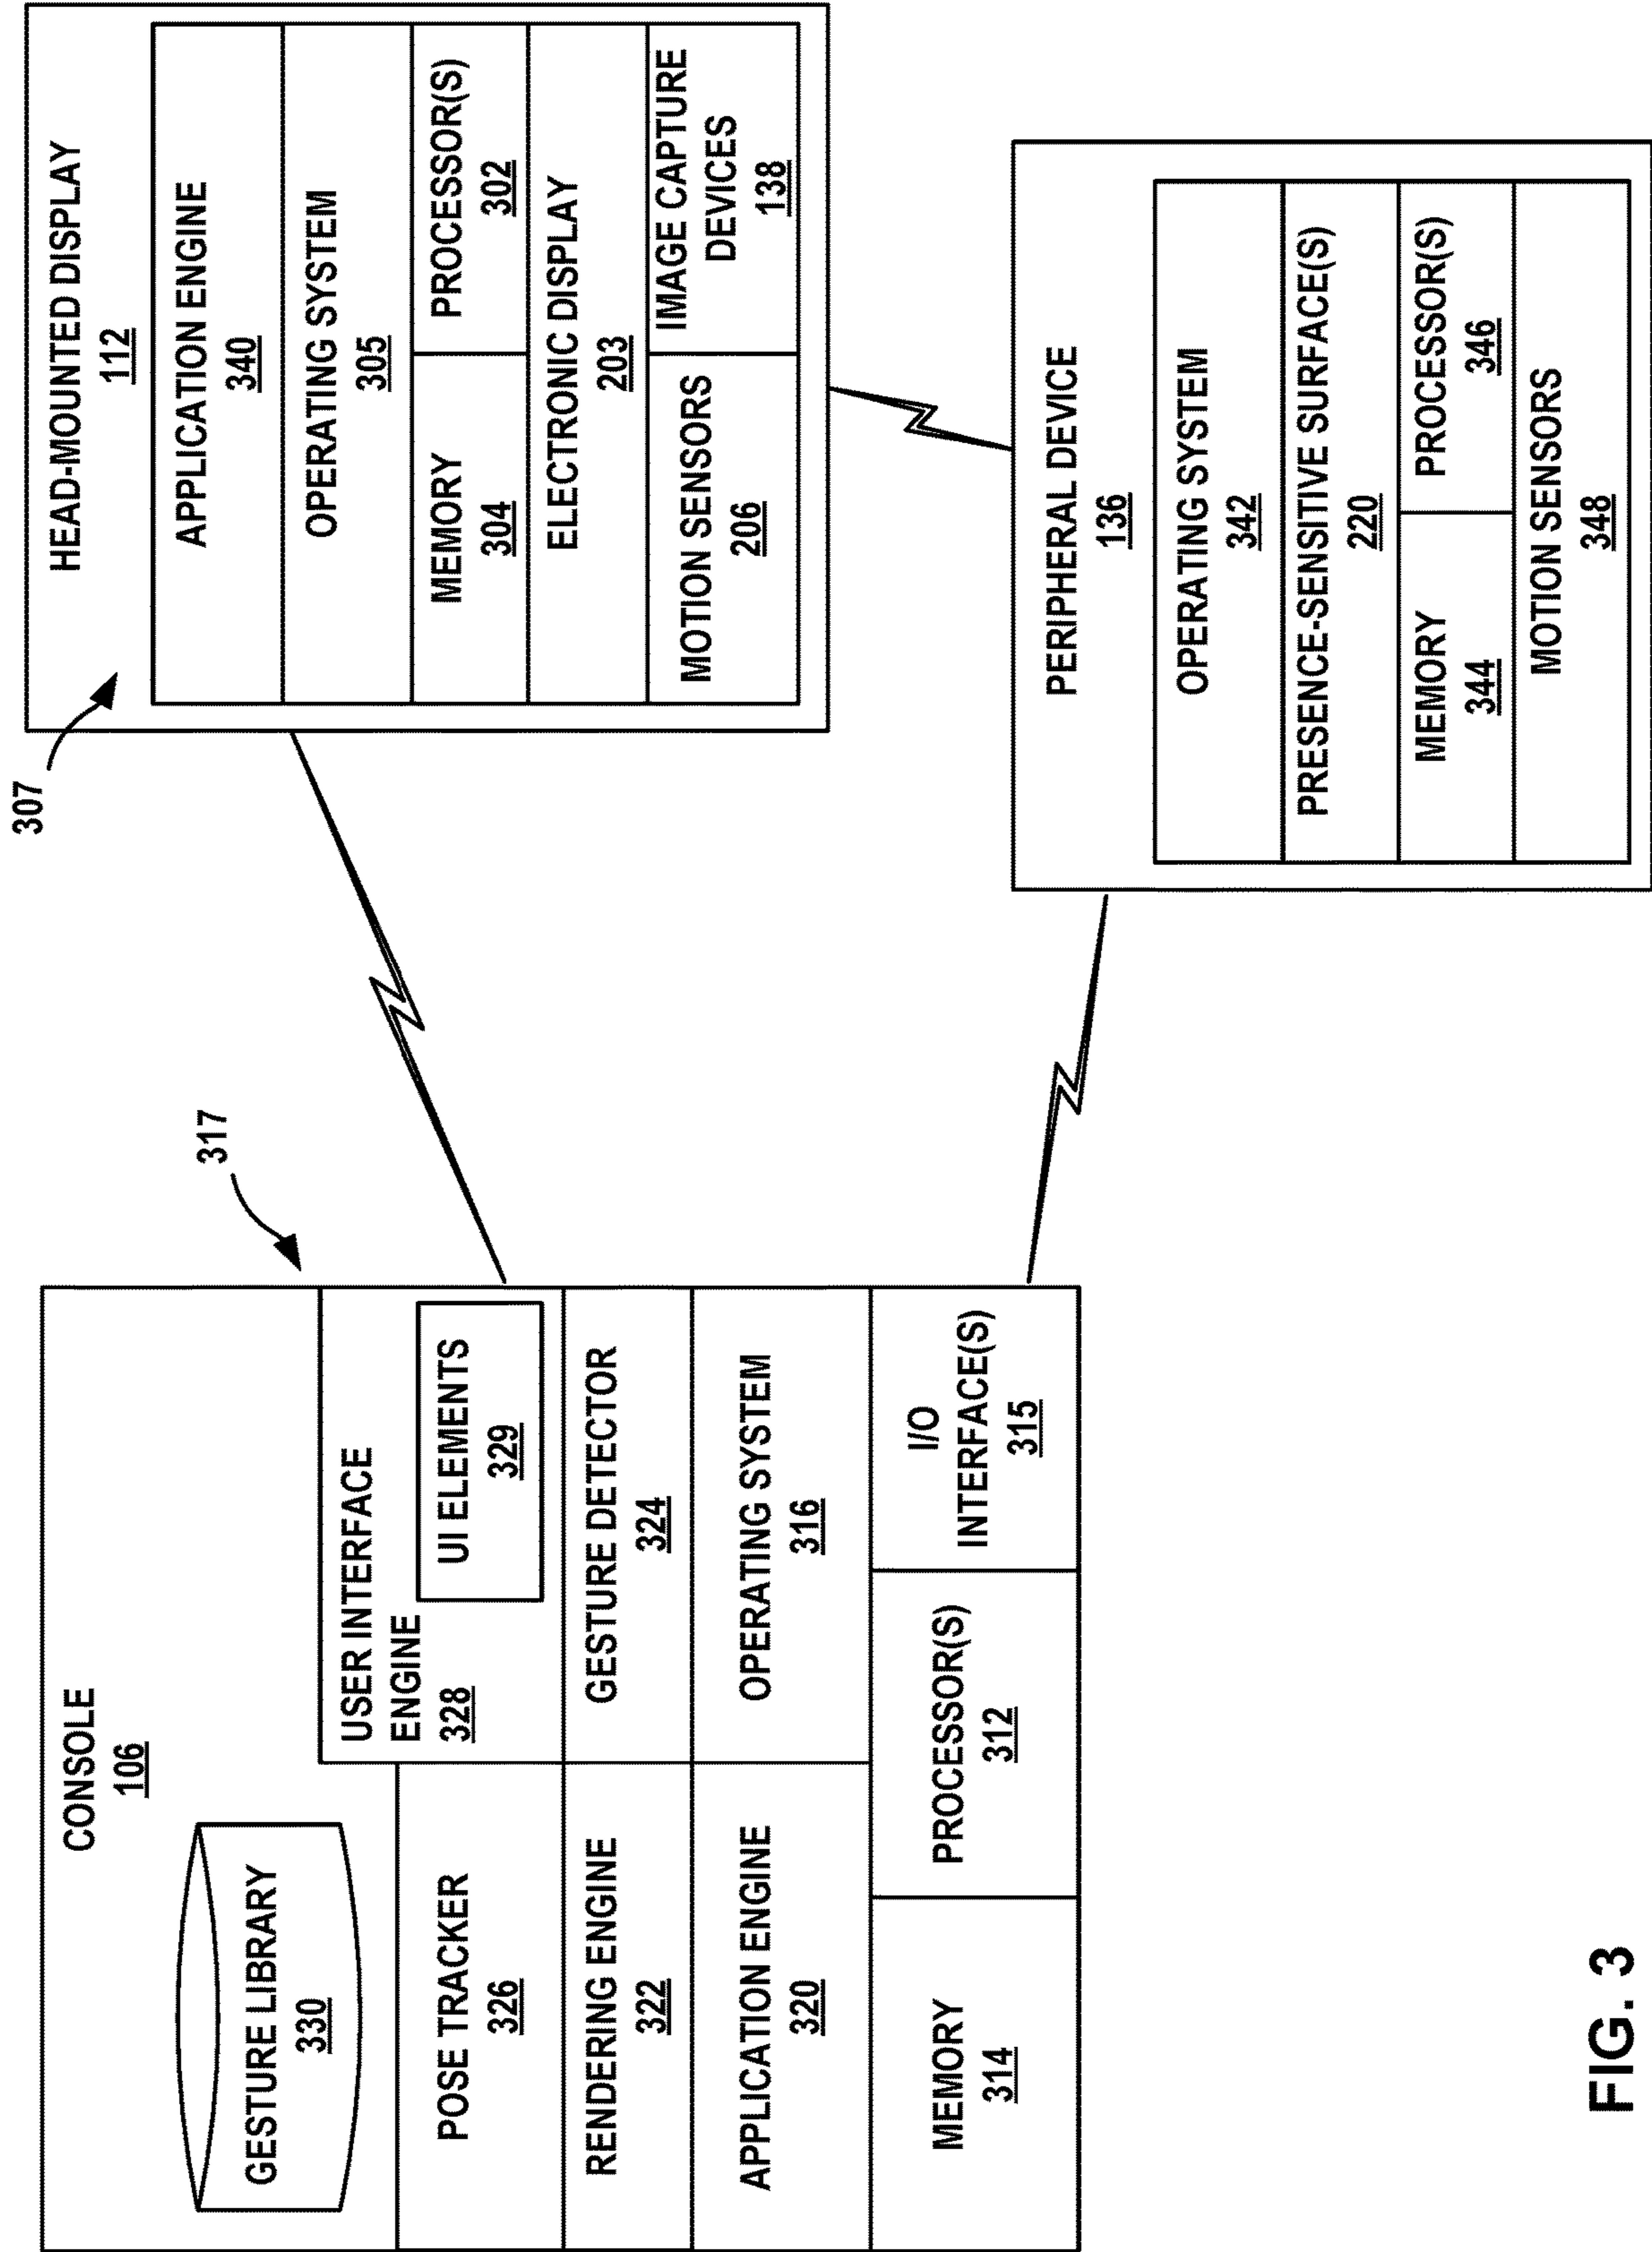 CONSOLE
106
GESTURE LIBRARY
330
POSE TRACKER
326
USER INTERFACE
ENGINE
328
UI ELEMENTS
329
RENDERING ENGINE
322
GESTURE DETECTOR
324
APPLICATION ENGINE
320
OPERATING SYSTEM
316
MEMORY
314
PROCESSOR(S)
312
I/O
INTERFACE(S)
315
317
307
HEAD-MOUNTED DISPLAY
112
APPLICATION ENGINE
340
OPERATING SYSTEM
305
MEMORY
304
PROCESSOR(S)
302
ELECTRONIC DISPLAY
203
MOTION SENSORS
206
IMAGE CAPTURE
DEVICES
138
PERIPHERAL DEVICE
136
OPERATING SYSTEM
342
PRESENCE-SENSITIVE SURFACE(S)
220
MEMORY
344
PROCESSOR(S)
346
MOTION SENSORS
348
FIG. 3